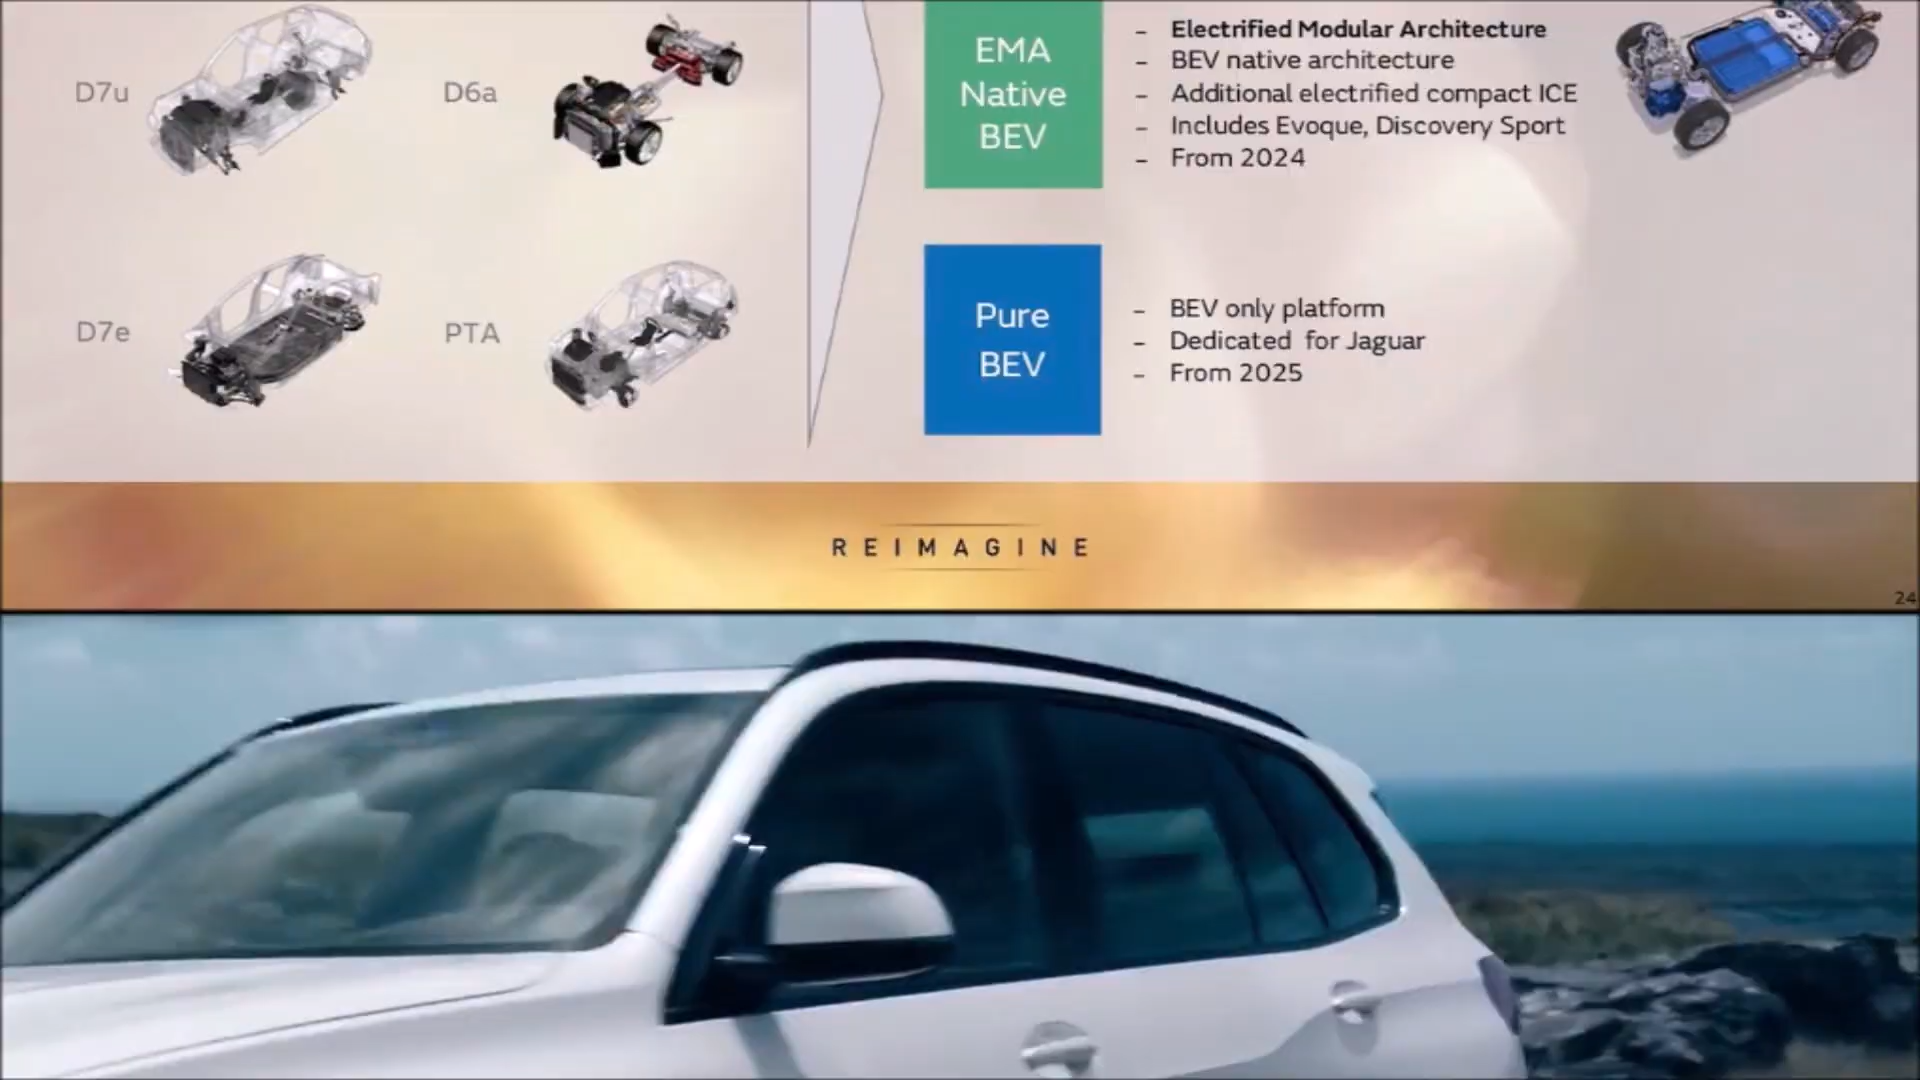 D7u
D6a
EMA
Native
BEV
- Electrified Modular Architecture
- BEV native architecture
- Additional electrified compact ICE
- Includes Evoque, Discovery Sport
- From 2024
D7e
PTA
Pure
BEV
- BEV only platform
- Dedicated for Jaguar
- From 2025
REIMAGINE
24